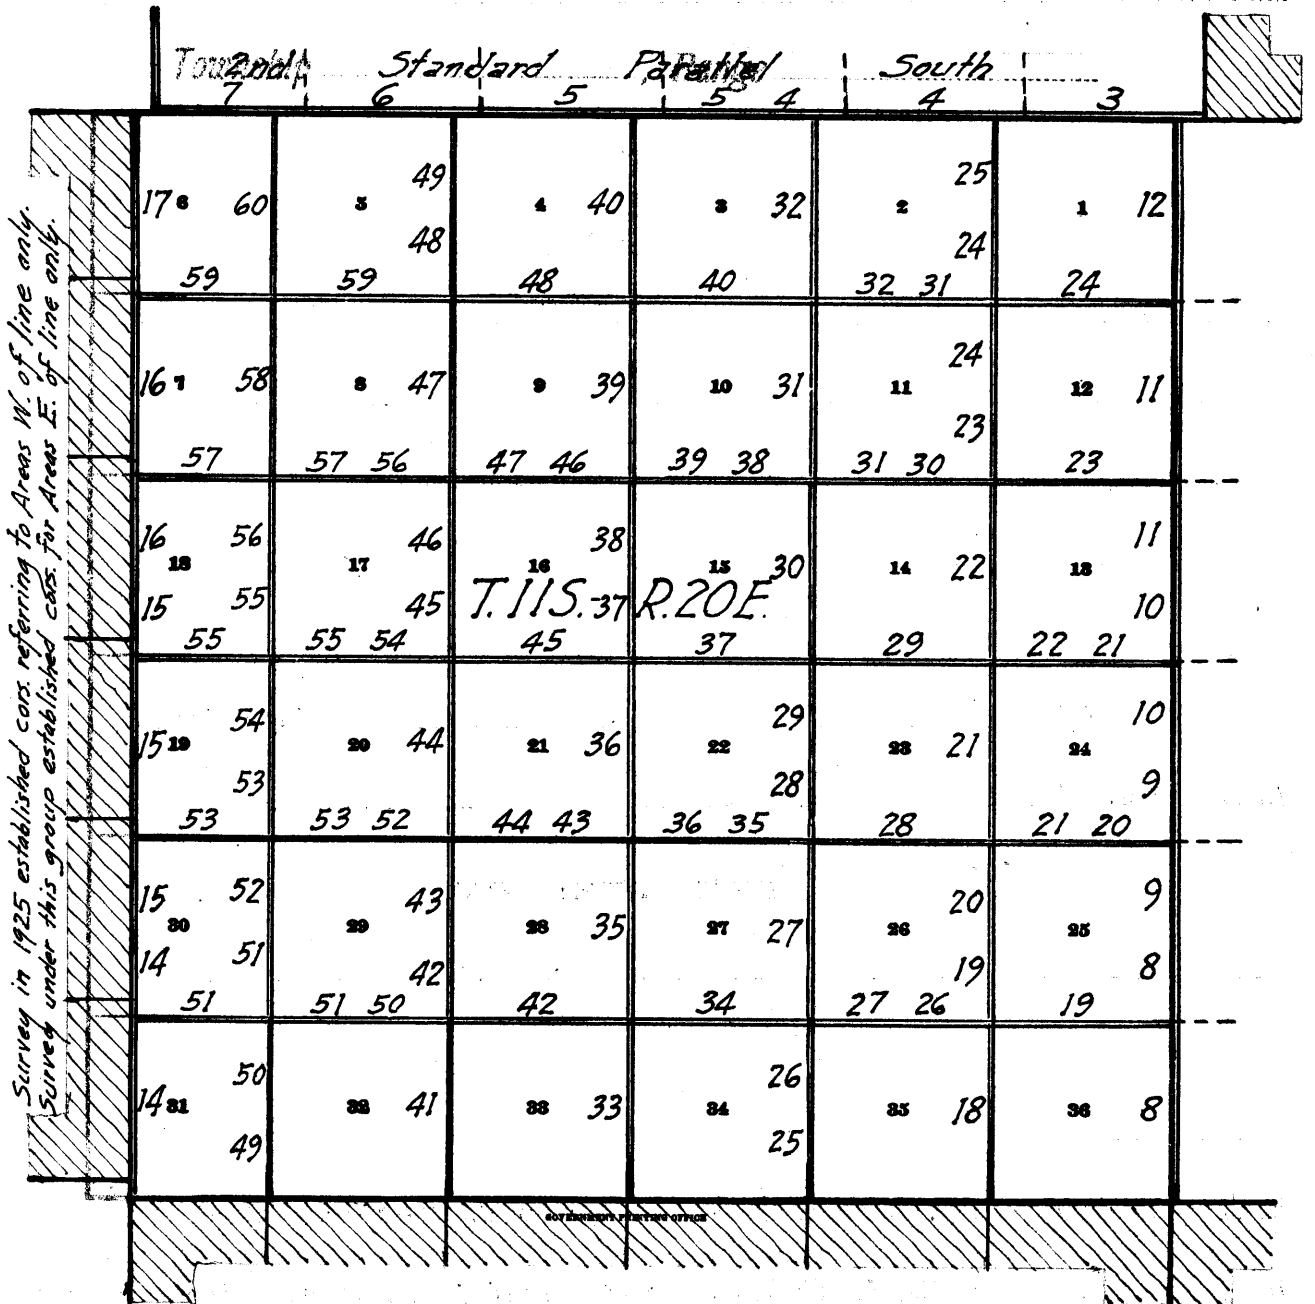 2nd Standard Parallel South
7 6 5 5 4 4 3
49 25
17 6 60 5 4 40 3 32 2 1 12
48 24
59 59 48 40 32 31 24
24
16 7 58 8 47 9 39 10 31 11 12 11
23
57 57 56 47 46 39 38 31 30 23
16 56 46 38 11
18 17 16 15 30 14 22 13
T. 11 S. R. 20 E.
15 55 45 37 10
55 55 54 45 37 29 22 21
54 29 10
15 19 20 44 21 36 22 23 21 24
53 28 9
53 53 52 44 43 36 35 28 21 20
15 52 43 20 9
30 29 28 35 27 27 26 25
14 51 42 19 8
51 51 50 42 34 27 26 19
50 26
14 31 32 41 33 33 34 35 18 36 8
49 25
GOVERNMENT PRINTING OFFICE
Survey in 1925 established cors. referring to Areas W. of line only.
Survey under this group established cors. for Areas E. of line only.